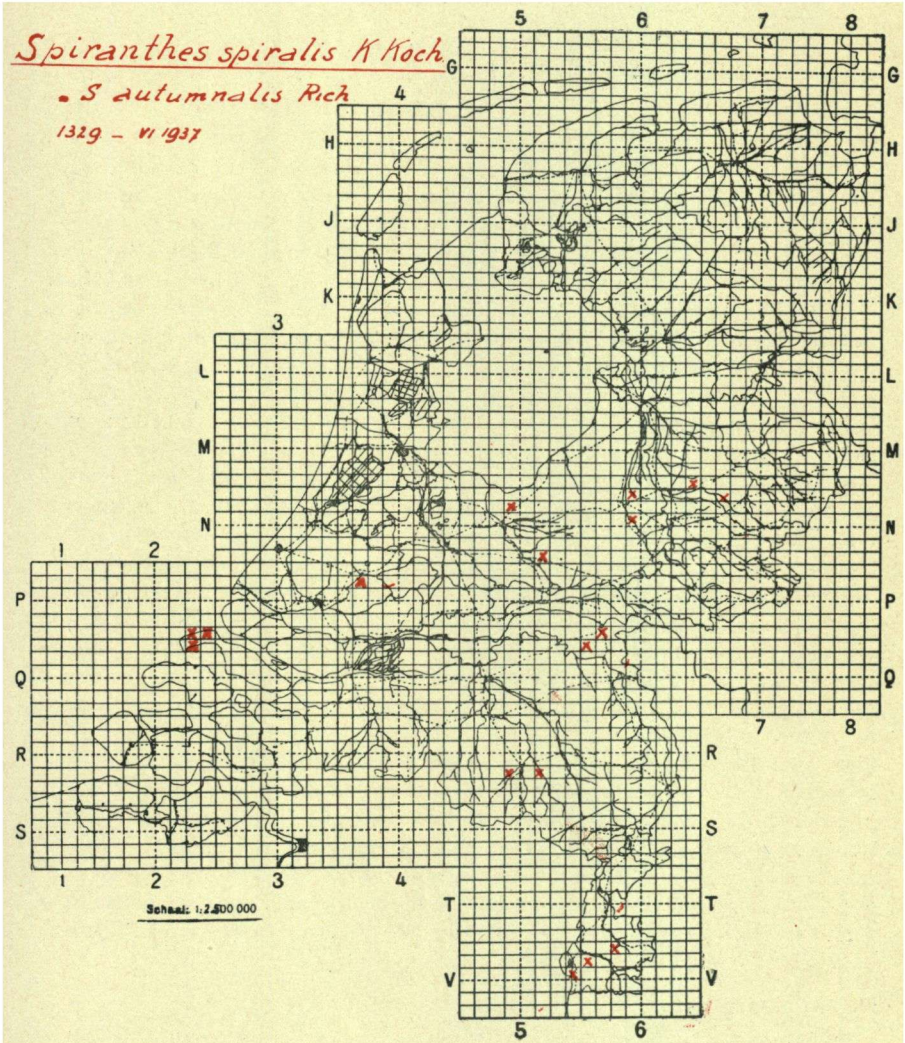 Spiranthes spiralis K Koch
. S autumnalis Rich
1329 – VI 1937
5 6 7 8
G G
4
H H
J J
K K
3
L L
M M
N N
1 2
P P
Q Q
7 8
R R
S S
1 2 3 4
Schaal: 1:2.500 000
T T
V V
5 6